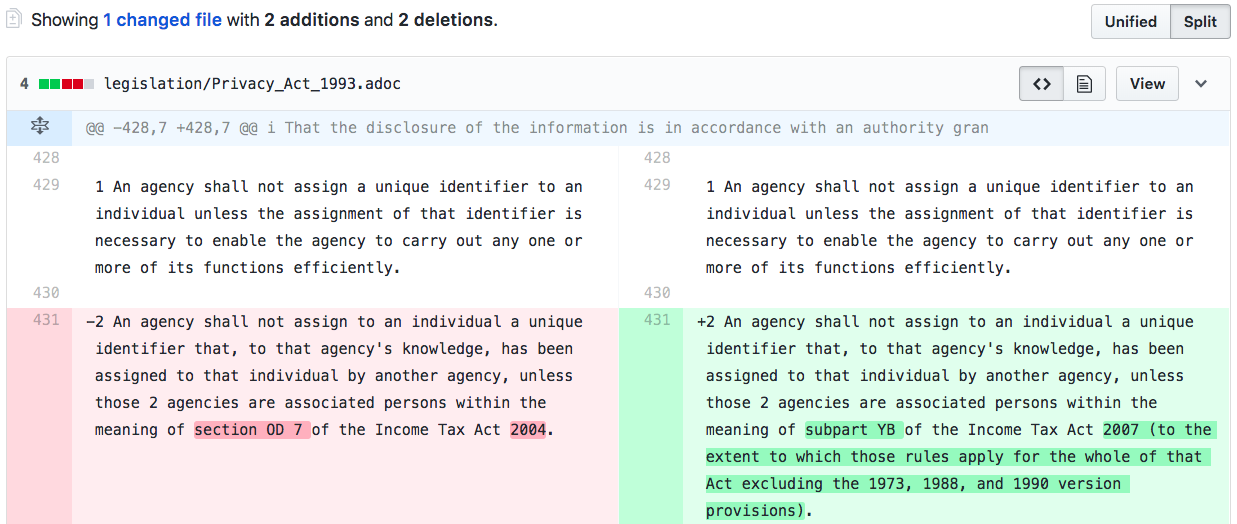 Showing 1 changed file with 2 additions and 2 deletions.
Unified Split
4 legislation/Privacy_Act_1993.adoc
<> View
@@ -428,7 +428,7 @@ i That the disclosure of the information is in accordance with an authority gran
428
429 1 An agency shall not assign a unique identifier to an
individual unless the assignment of that identifier is
necessary to enable the agency to carry out any one or
more of its functions efficiently.
430
431 -2 An agency shall not assign to an individual a unique
identifier that, to that agency's knowledge, has been
assigned to that individual by another agency, unless
those 2 agencies are associated persons within the
meaning of section OD 7 of the Income Tax Act 2004.
428
429 1 An agency shall not assign a unique identifier to an
individual unless the assignment of that identifier is
necessary to enable the agency to carry out any one or
more of its functions efficiently.
430
431 +2 An agency shall not assign to an individual a unique
identifier that, to that agency's knowledge, has been
assigned to that individual by another agency, unless
those 2 agencies are associated persons within the
meaning of subpart YB of the Income Tax Act 2007 (to the
extent to which those rules apply for the whole of that
Act excluding the 1973, 1988, and 1990 version
provisions).